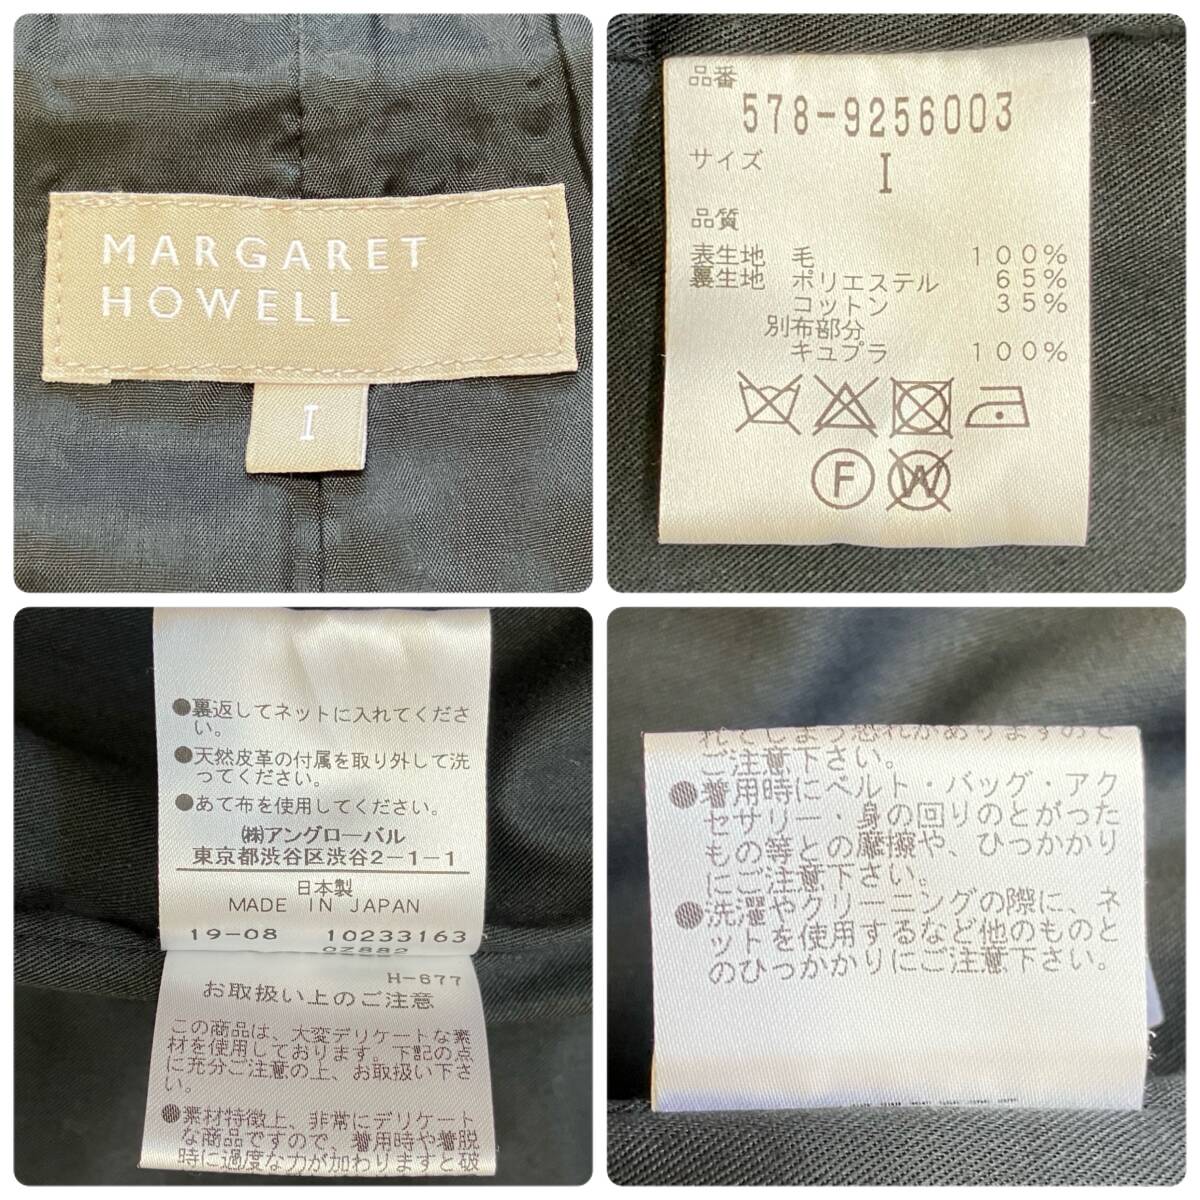 MARGARET
HOWELL
I
品番
578-9256003
サイズ
I
品質
表生地 毛 100%
裏生地 ポリエステル 65%
コットン 35%
別布部分
キュプラ 100%
F
W
●裏返してネットに入れてくださ
い。
●天然皮革の付属を取り外して洗
ってください。
●あて布を使用してください。
㈱アングローバル
東京都渋谷区渋谷2-1-1
日本製
MADE IN JAPAN
19-08 10233163
CZ882
H-677
お取扱い上のご注意
この商品は、大変デリケートな素
材を使用しております。下記の点
に充分ご注意の上、お取扱い下さ
い。
●素材特徴上、非常にデリケート
な商品ですので、着用時や着脱
時に過度な力が加わりますと破
れてしまう恐れがありますので
ご注意下さい。
●着用時にベルト・バッグ・アク
セサリー・身の回りのとがった
もの等との摩擦や、ひっかかり
にご注意下さい。
●洗濯やクリーニングの際に、ネ
ットを使用するなど他のものと
のひっかかりにご注意下さい。